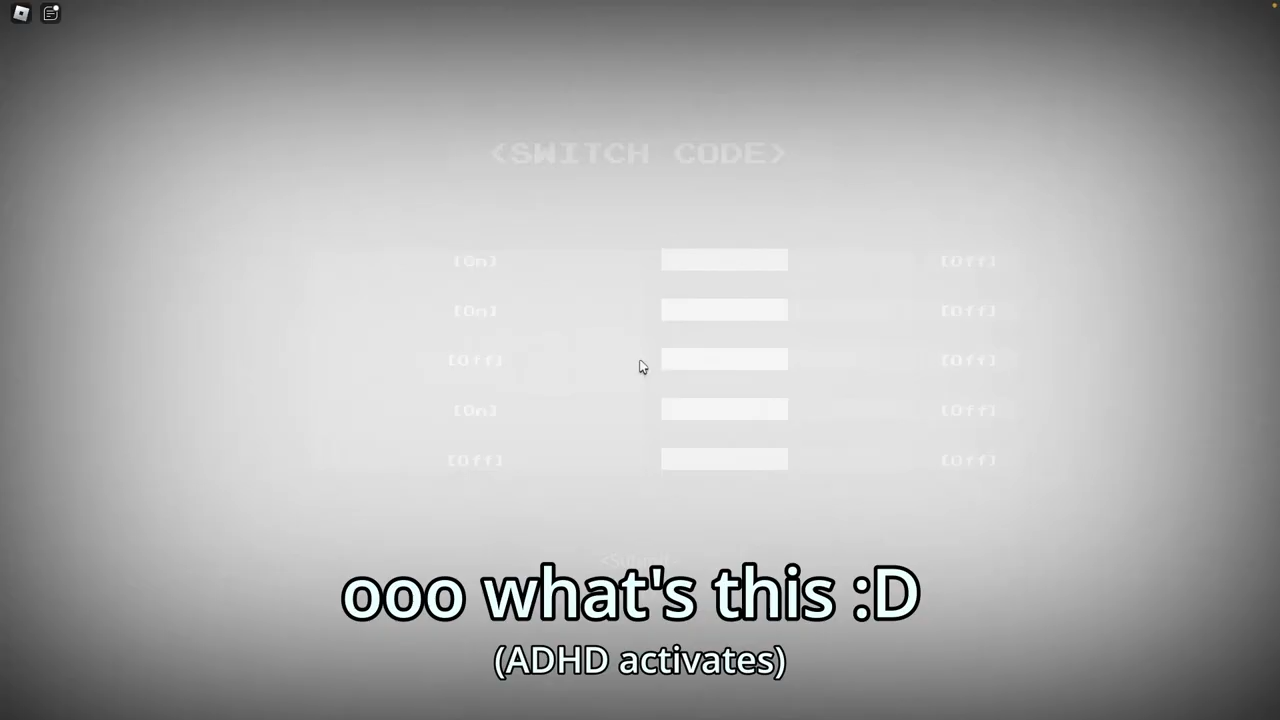 <SWITCH CODE>
[On] [Off]
[On] [Off]
[Off] [Off]
[On] [Off]
[Off] [Off]
ooo what's this :D
(ADHD activates)